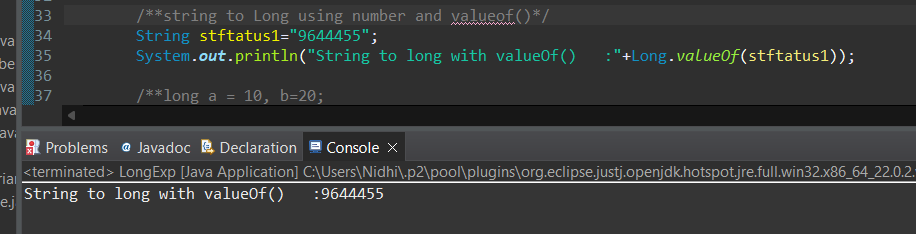 33 /**string to Long using number and valueof()*/
34 String stftatus1="9644455";
35 System.out.println("String to long with valueOf()   :"+Long.valueOf(stftatus1));
36
37 /**long a = 10, b=20;
Problems @ Javadoc Declaration Console ×
<terminated> LongExp [Java Application] C:\Users\Nidhi\.p2\pool\plugins\org.eclipse.justj.openjdk.hotspot.jre.full.win32.x86_64_22.0.2.
String to long with valueOf()   :9644455